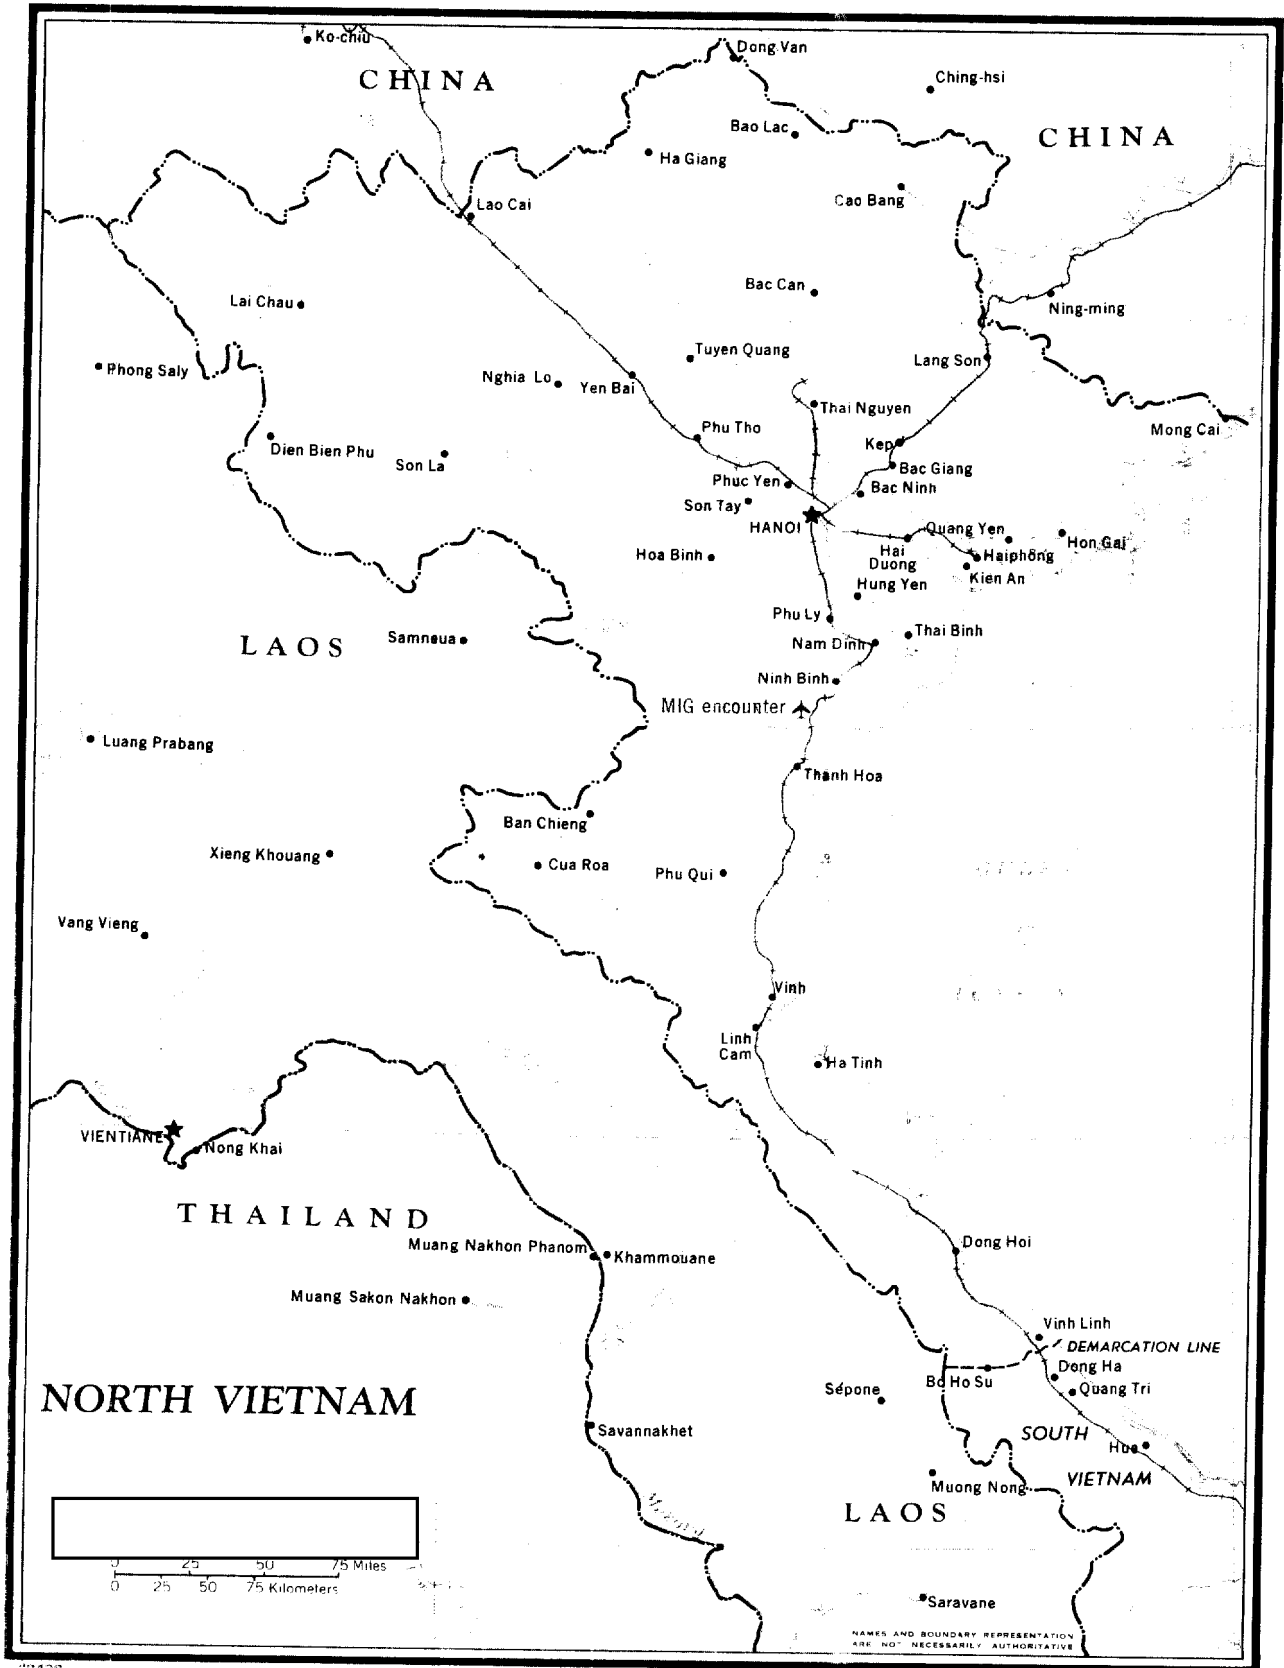 Ko-chiu
CHINA
Dong Van
Ching-hsi
Bao Lac
CHINA
Ha Giang
Cao Bang
Lao Cai
Bac Can
Lai Chau
Ning-ming
Tuyen Quang
Lang Son
Phong Saly
Nghia Lo
Yen Bai
Thai Nguyen
Mong Cai
Phu Tho
Kep
Dien Bien Phu
Son La
Bac Giang
Phuc Yen
Bac Ninh
Son Tay
HANOI
Quang Yen
Hon Gai
Hoa Binh
Hai
Duong
Haiphong
Kien An
Hung Yen
Phu Ly
Thai Binh
LAOS
Samneua
Nam Dinh
Ninh Binh
MIG encounter
Luang Prabang
Thanh Hoa
Ban Chieng
Xieng Khouang
Cua Roa
Phu Qui
Vang Vieng
Vinh
Linh
Cam
Ha Tinh
VIENTIANE
Nong Khai
THAILAND
Muang Nakhon Phanom
Khammouane
Dong Hoi
Muang Sakon Nakhon
Vinh Linh
DEMARCATION LINE
Dong Ha
Bo Ho Su
Quang Tri
Sépone
NORTH VIETNAM
Savannakhet
SOUTH
Hue
VIETNAM
Muong Nong
LAOS
0 25 50 75 Miles
0 25 50 75 Kilometers
Saravane
NAMES AND BOUNDARY REPRESENTATION
ARE NOT NECESSARILY AUTHORITATIVE